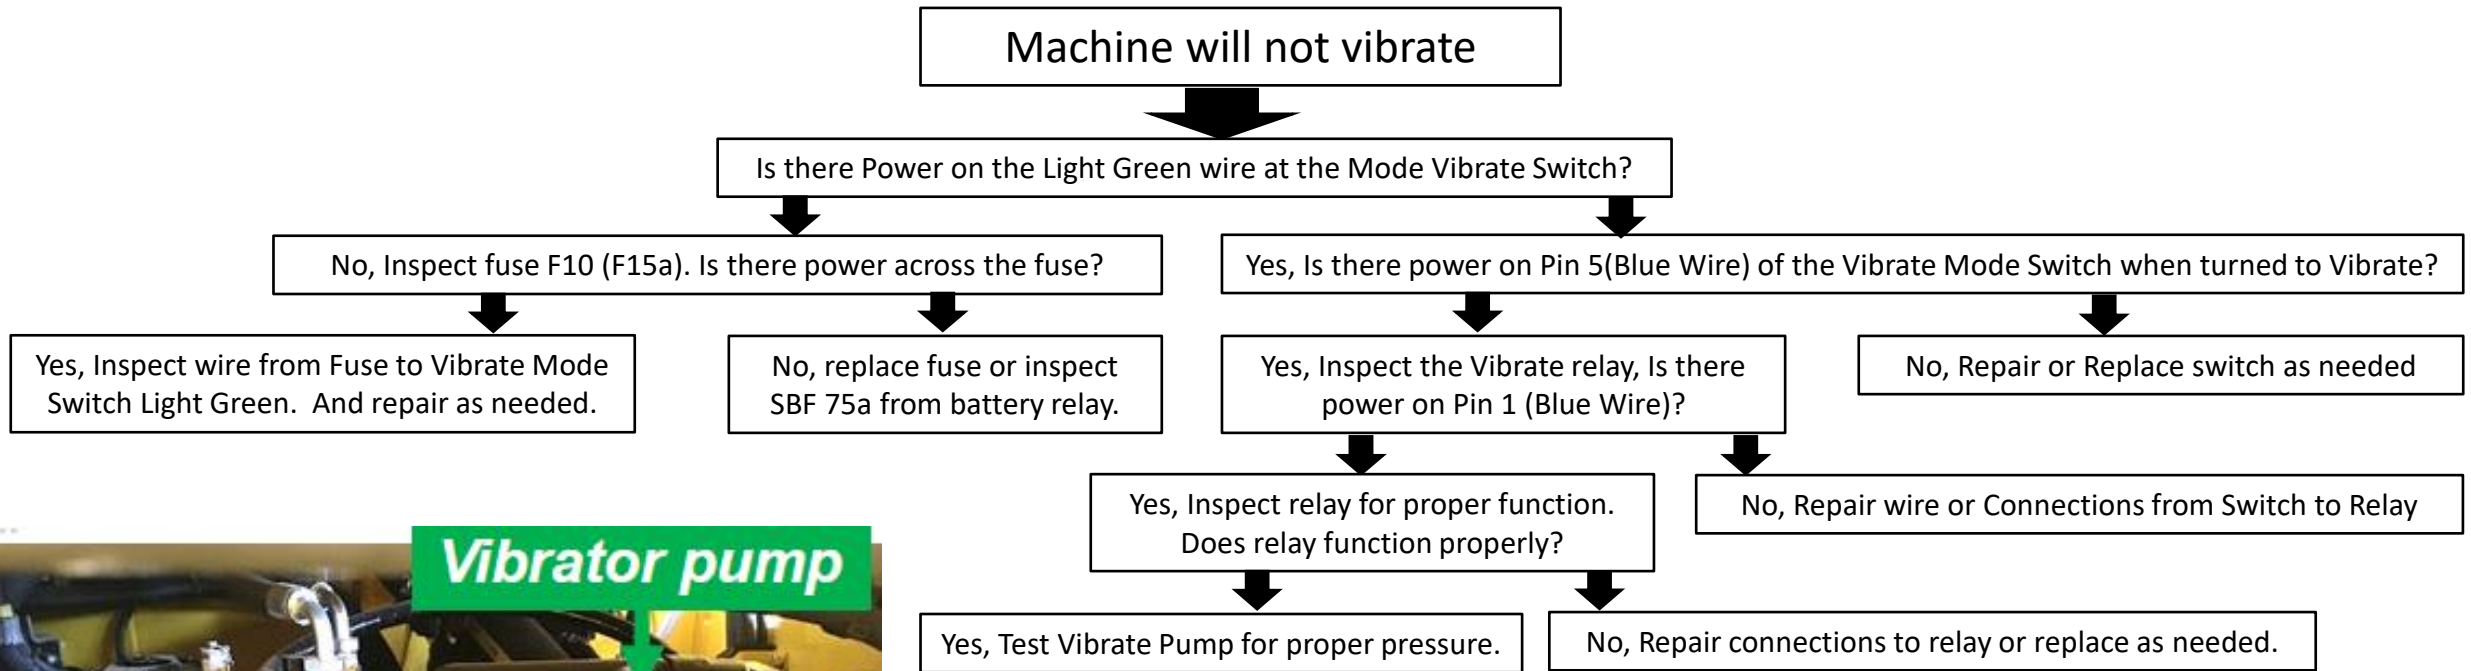 Machine will not vibrate
Is there Power on the Light Green wire at the Mode Vibrate Switch?
No, Inspect fuse F10 (F15a). Is there power across the fuse?
Yes, Is there power on Pin 5(Blue Wire) of the Vibrate Mode Switch when turned to Vibrate?
Yes, Inspect wire from Fuse to Vibrate Mode
Switch Light Green. And repair as needed.
No, replace fuse or inspect
SBF 75a from battery relay.
Yes, Inspect the Vibrate relay, Is there
power on Pin 1 (Blue Wire)?
No, Repair or Replace switch as needed
Yes, Inspect relay for proper function.
Does relay function properly?
No, Repair wire or Connections from Switch to Relay
Vibrator pump
Yes, Test Vibrate Pump for proper pressure.
No, Repair connections to relay or replace as needed.